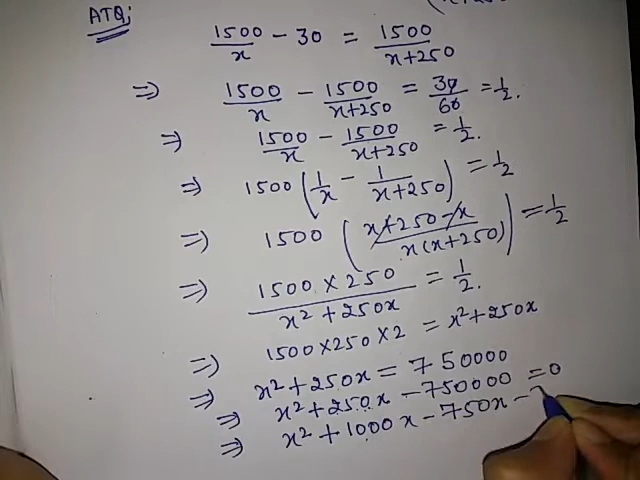 ATQ;
1500/x - 30 = 1500/(x+250)
⇒ 1500/x - 1500/(x+250) = 30/60 = 1/2.
⇒ 1500/x - 1500/(x+250) = 1/2.
⇒ 1500 (1/x - 1/(x+250)) = 1/2
⇒ 1500 ((x+250-x)/(x(x+250))) = 1/2
⇒ (1500 × 250)/(x² + 250x) = 1/2.
⇒ 1500×250×2 = x²+250x
⇒ x²+250x = 750000
⇒ x²+250x - 750000 = 0
⇒ x² + 1000x - 750x -